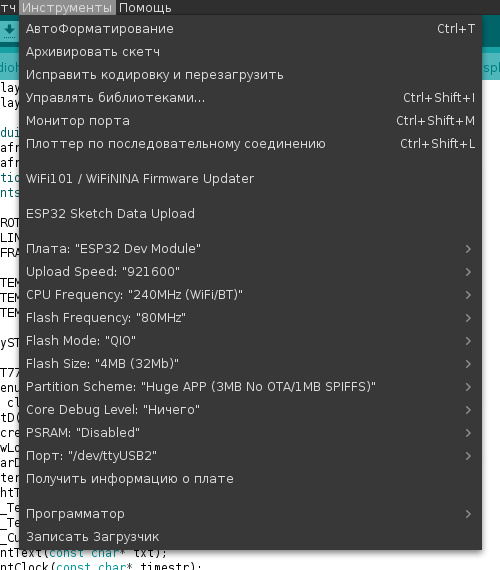 тч Инструменты Помощь
АвтоФорматирование Ctrl+T
Архивировать скетч
Исправить кодировку и перезагрузить
Управлять библиотеками... Ctrl+Shift+I
Монитор порта Ctrl+Shift+M
Плоттер по последовательному соединению Ctrl+Shift+L
WiFi101 / WiFiNINA Firmware Updater
ESP32 Sketch Data Upload
Плата: "ESP32 Dev Module"
Upload Speed: "921600"
CPU Frequency: "240MHz (WiFi/BT)"
Flash Frequency: "80MHz"
Flash Mode: "QIO"
Flash Size: "4MB (32Mb)"
Partition Scheme: "Huge APP (3MB No OTA/1MB SPIFFS)"
Core Debug Level: "Ничего"
PSRAM: "Disabled"
Порт: "/dev/ttyUSB2"
Получить информацию о плате
Программатор
Записать Загрузчик
ntText(const char* txt);
ntClock(const char* timestr);